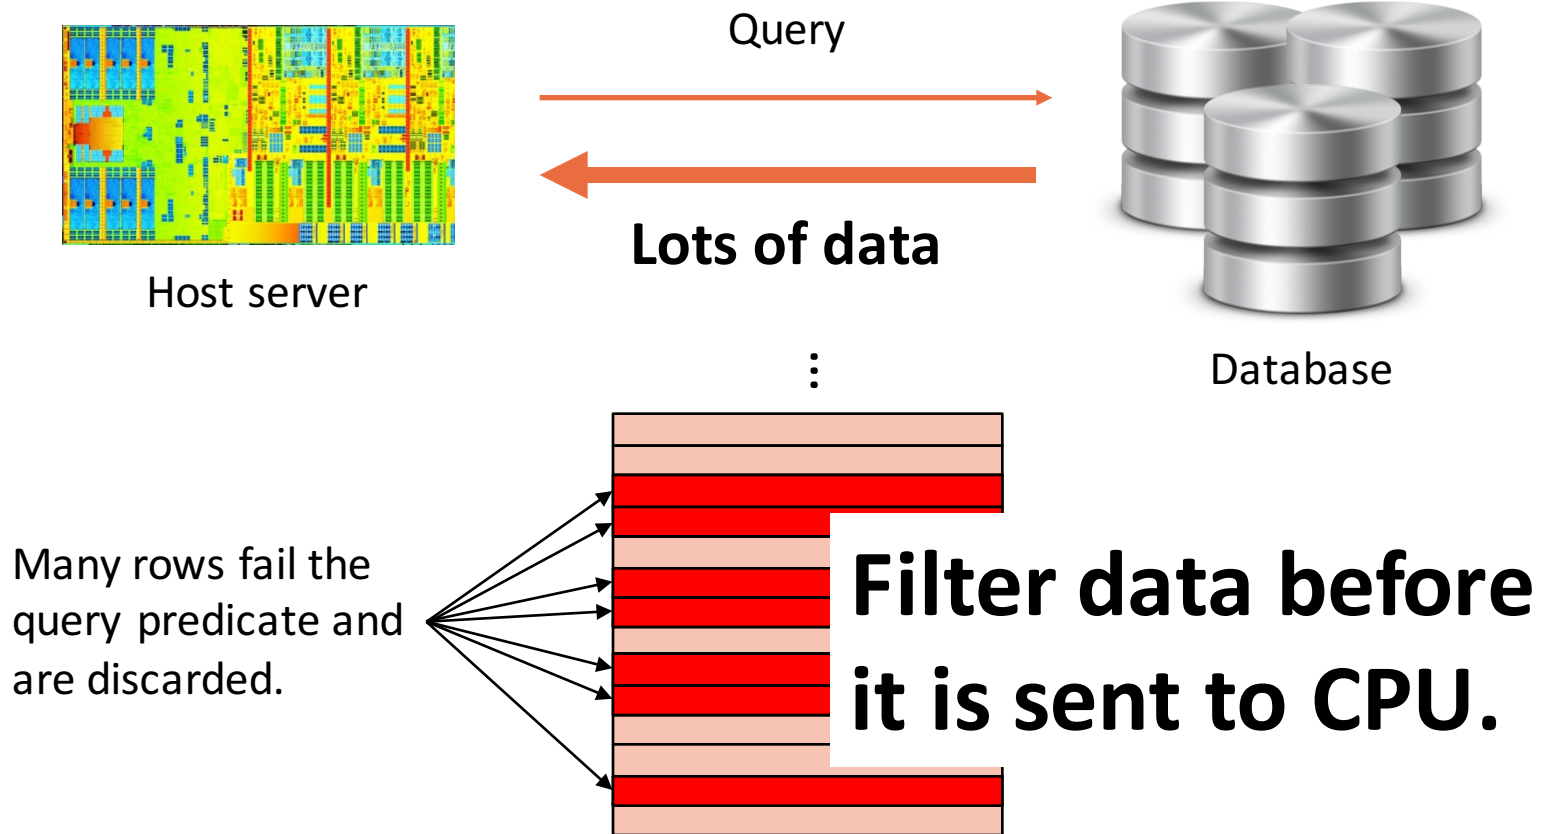 Query
Lots of data
Host server
Database
⋮
Many rows fail the
query predicate and
are discarded.
Filter data before
it is sent to CPU.